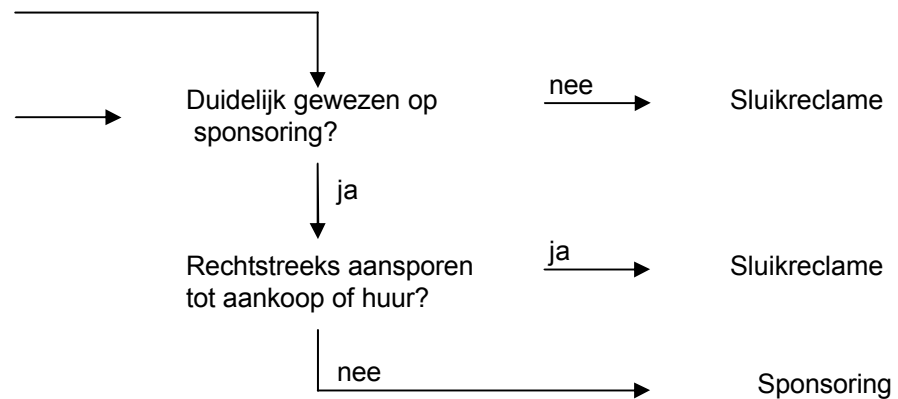 Duidelijk gewezen op
sponsoring?
nee
Sluikreclame
ja
Rechtstreeks aansporen
tot aankoop of huur?
ja
Sluikreclame
nee
Sponsoring